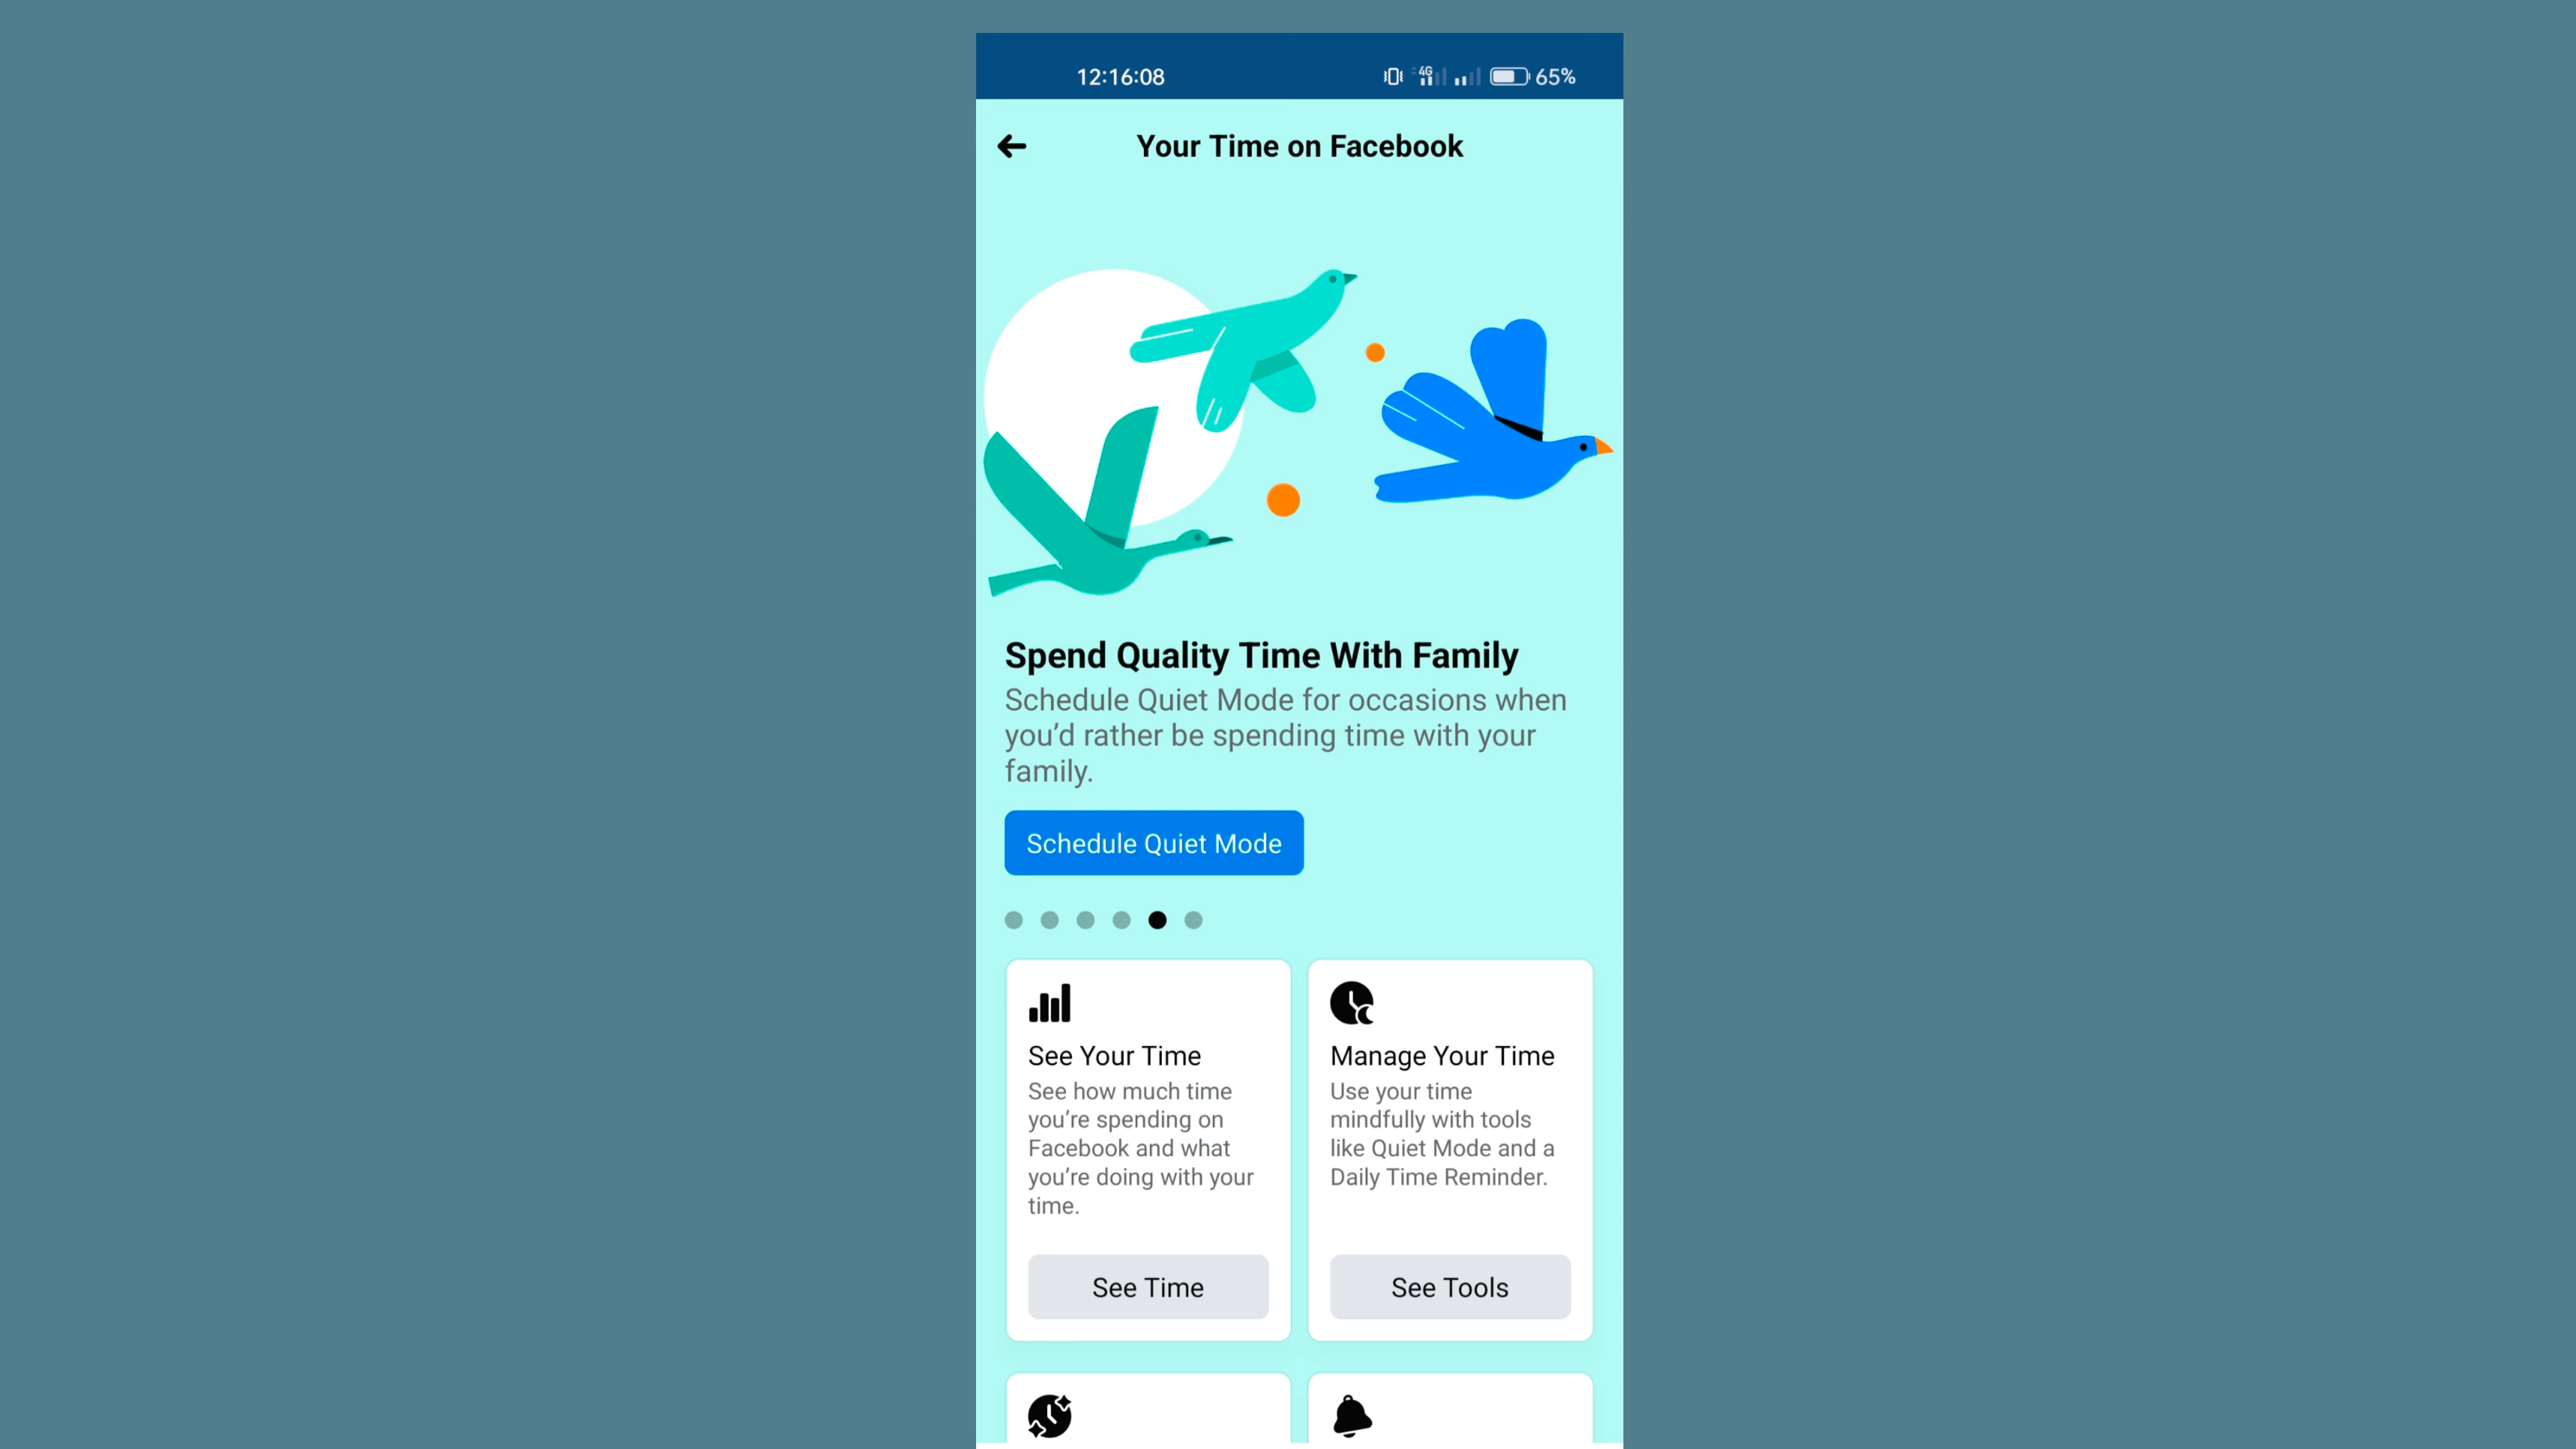 12:16:08
4G
65%
Your Time on Facebook
Spend Quality Time With Family
Schedule Quiet Mode for occasions when
you’d rather be spending time with your
family.
Schedule Quiet Mode
See Your Time
See how much time
you’re spending on
Facebook and what
you’re doing with your
time.
See Time
Manage Your Time
Use your time
mindfully with tools
like Quiet Mode and a
Daily Time Reminder.
See Tools